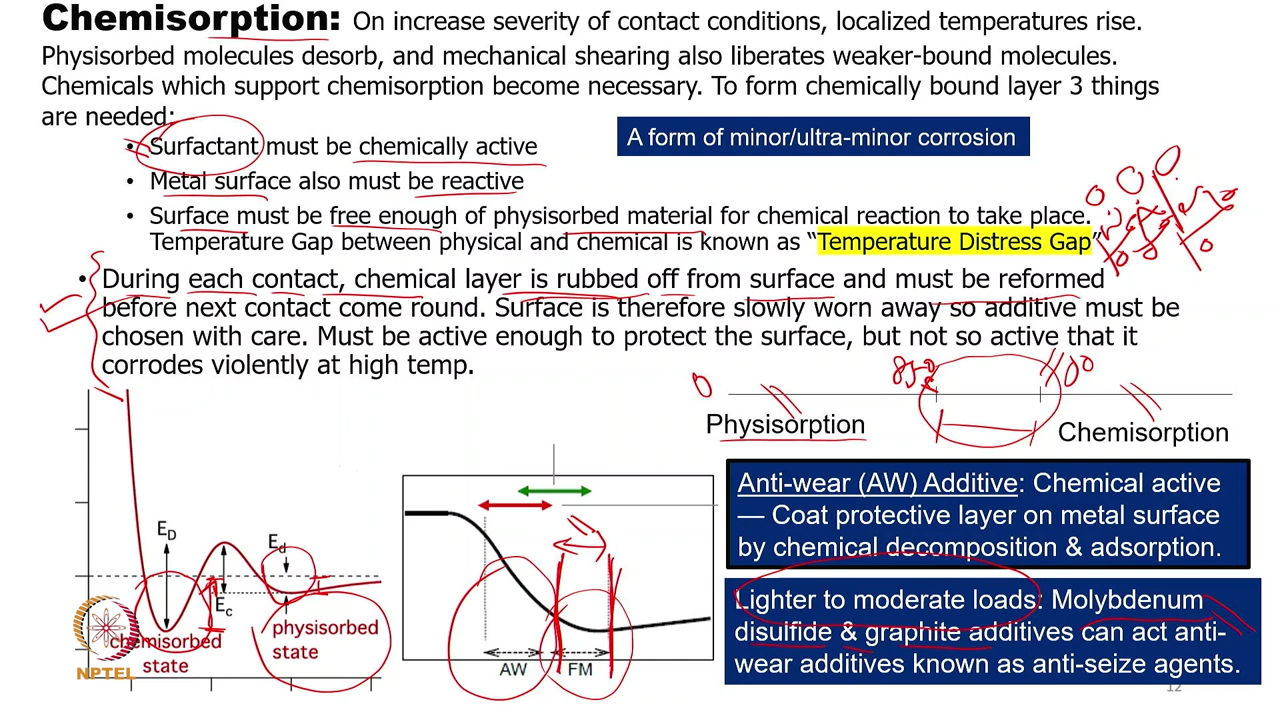 Chemisorption: On increase severity of contact conditions, localized temperatures rise.
Physisorbed molecules desorb, and mechanical shearing also liberates weaker-bound molecules.
Chemicals which support chemisorption become necessary. To form chemically bound layer 3 things
are needed:
• Surfactant must be chemically active
A form of minor/ultra-minor corrosion
• Metal surface also must be reactive
• Surface must be free enough of physisorbed material for chemical reaction to take place.
Temperature Gap between physical and chemical is known as “Temperature Distress Gap”
• During each contact, chemical layer is rubbed off from surface and must be reformed
before next contact come round. Surface is therefore slowly worn away so additive must be
chosen with care. Must be active enough to protect the surface, but not so active that it
corrodes violently at high temp.
Physisorption
Chemisorption
Anti-wear (AW) Additive: Chemical active
— Coat protective layer on metal surface
by chemical decomposition & adsorption.
Lighter to moderate loads: Molybdenum
disulfide & graphite additives can act anti-
wear additives known as anti-seize agents.
E_D
E_d
E_c
chemisorbed
state
physisorbed
state
AW
FM
NPTEL
12